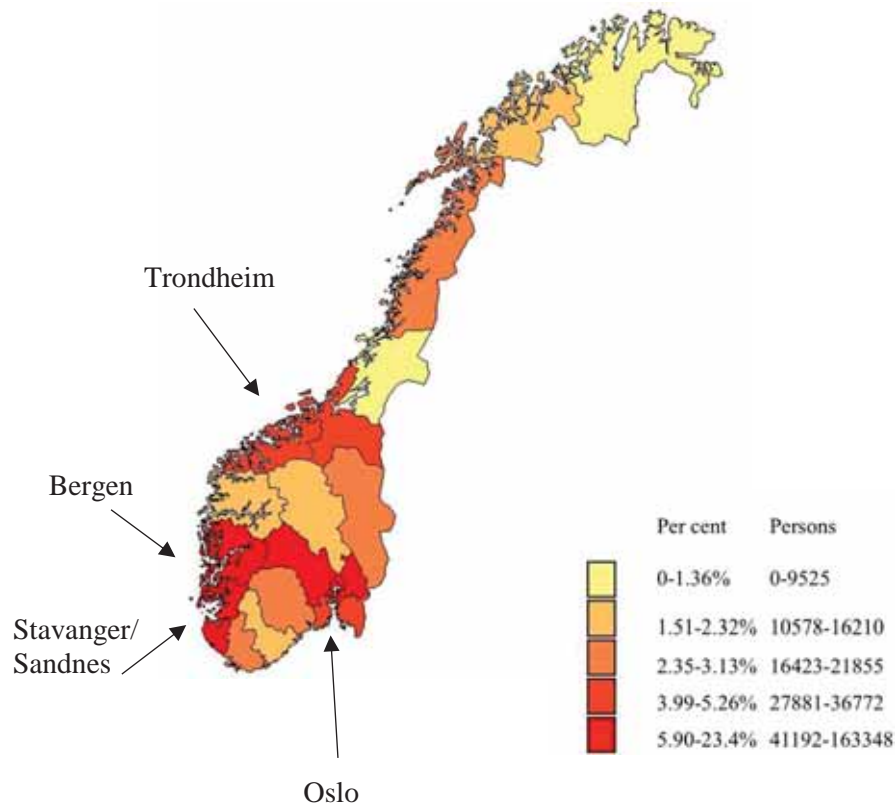 Trondheim
Bergen
Stavanger/
Sandnes
Oslo
Per cent Persons
0-1.36% 0-9525
1.51-2.32% 10578-16210
2.35-3.13% 16423-21855
3.99-5.26% 27881-36772
5.90-23.4% 41192-163348